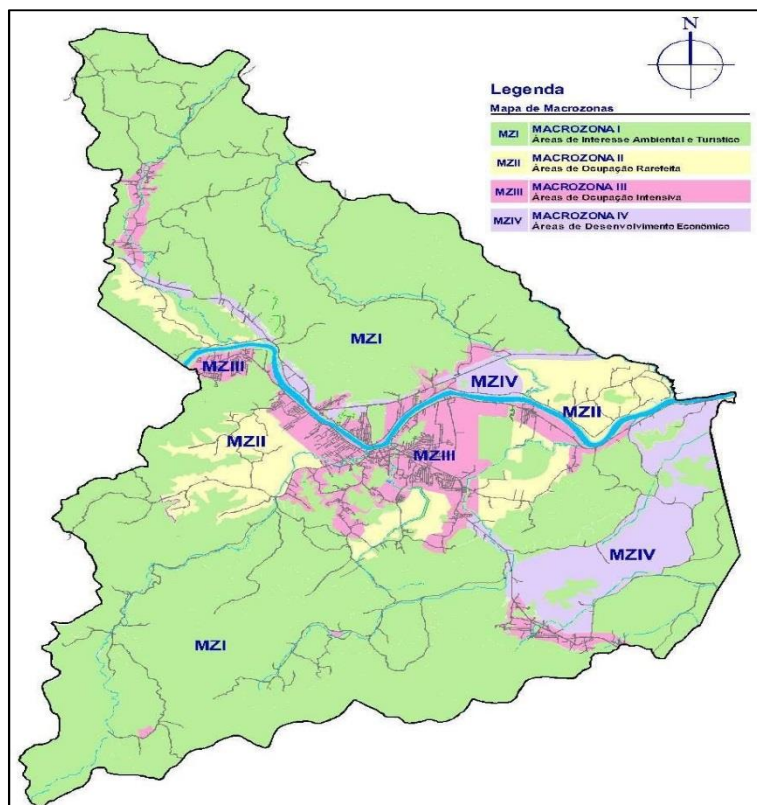 N
Legenda
Mapa de Macrozonas
MZI MACROZONA I
Áreas de Interesse Ambiental e Turístico
MZII MACROZONA II
Áreas de Ocupação Rarefeita
MZIII MACROZONA III
Áreas de Ocupação Intensiva
MZIV MACROZONA IV
Áreas de Desenvolvimento Econômico
MZI
MZIII
MZIV
MZII
MZII
MZIII
MZIV
MZI